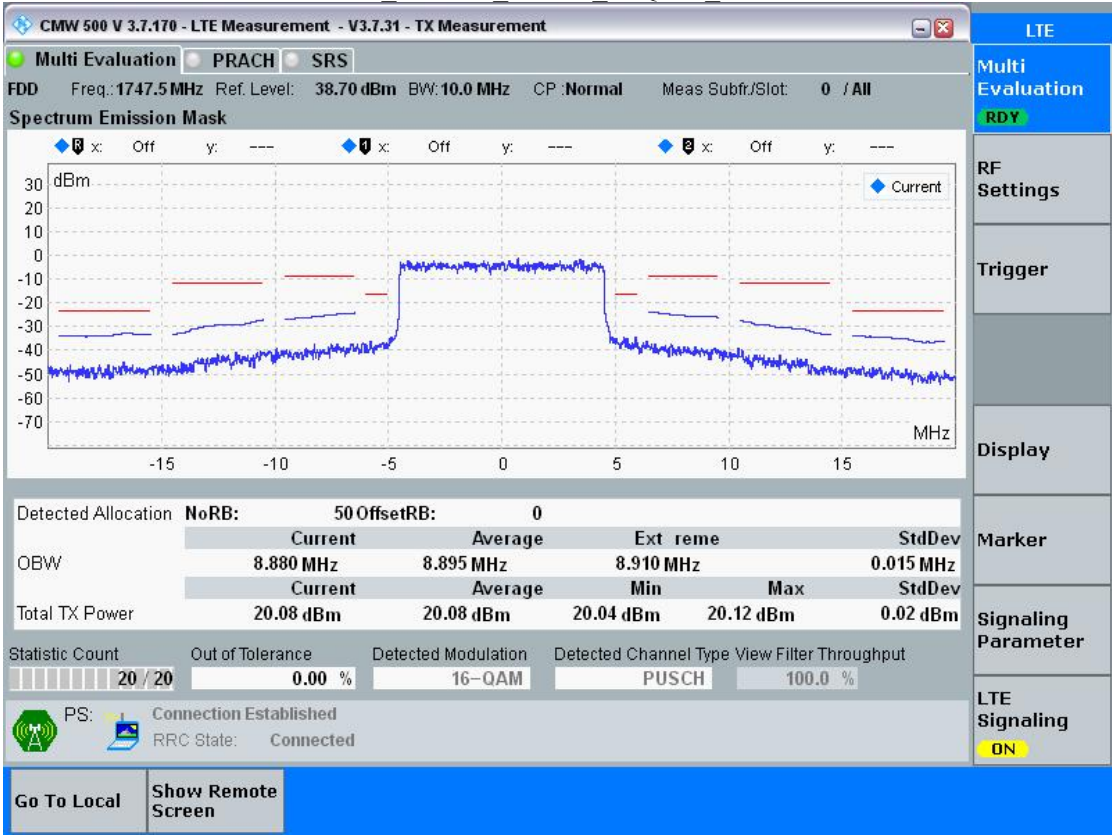 CMW 500 V 3.7.170 - LTE Measurement - V3.7.31 - TX Measurement
LTE
Multi Evaluation PRACH SRS
Multi
Evaluation
RDY
FDD Freq.: 1747.5 MHz Ref. Level: 38.70 dBm BW: 10.0 MHz CP :Normal Meas Subfr./Slot: 0 / All
Spectrum Emission Mask
R x: Off y: --- 1 x: Off y: --- 2 x: Off y: ---
dBm
Current
30
20
10
0
-10
-20
-30
-40
-50
-60
-70
MHz
-15 -10 -5 0 5 10 15
RF
Settings
Trigger
Display
Marker
Signaling
Parameter
LTE
Signaling
ON
Detected Allocation NoRB: 50 OffsetRB: 0
Current Average Ext reme StdDev
OBW 8.880 MHz 8.895 MHz 8.910 MHz 0.015 MHz
Current Average Min Max StdDev
Total TX Power 20.08 dBm 20.08 dBm 20.04 dBm 20.12 dBm 0.02 dBm
Statistic Count Out of Tolerance Detected Modulation Detected Channel Type View Filter Throughput
20 / 20 0.00 % 16-QAM PUSCH 100.0 %
PS: Connection Established
RRC State: Connected
Go To Local
Show Remote
Screen